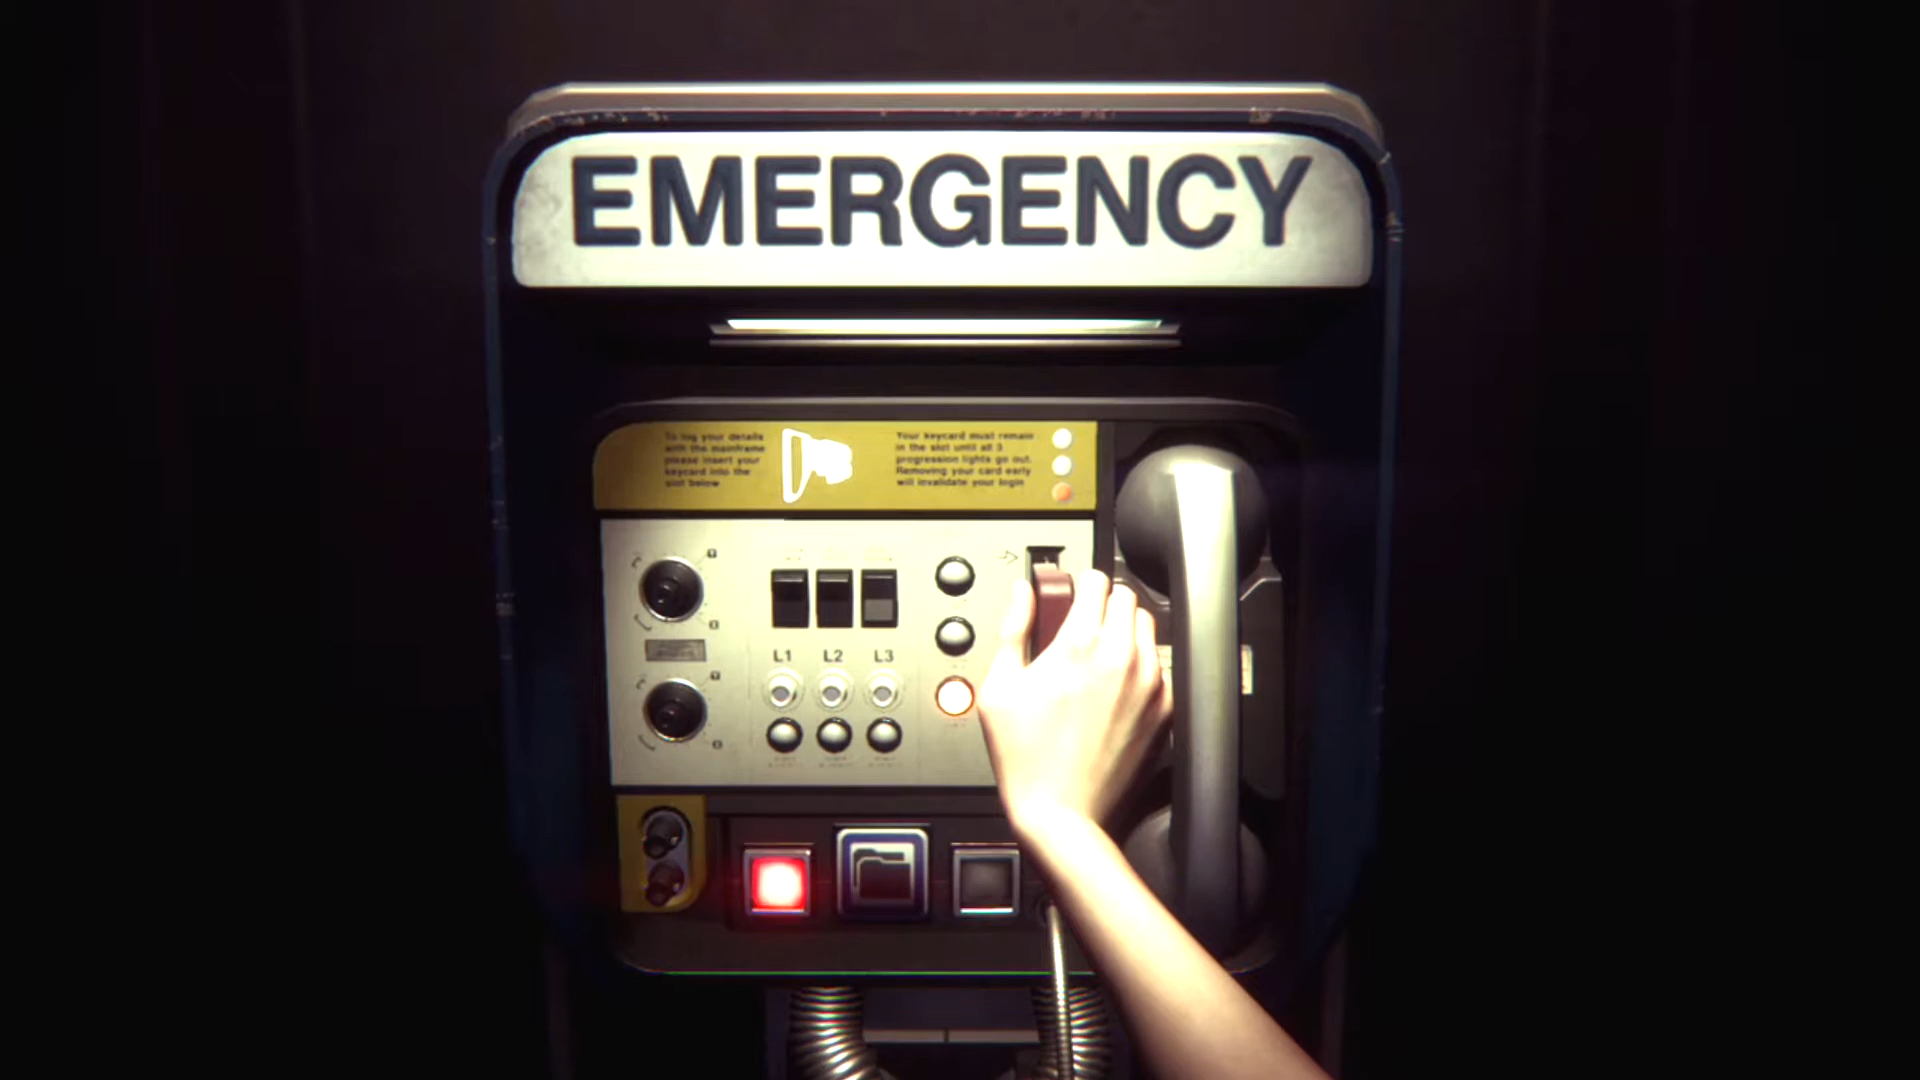 EMERGENCY
To log your details
with the mainframe
please insert your
keycard into the
slot below
Your keycard must remain
in the slot until all 3
progression lights go out.
Removing your card early
will invalidate your login
L1 L2 L3